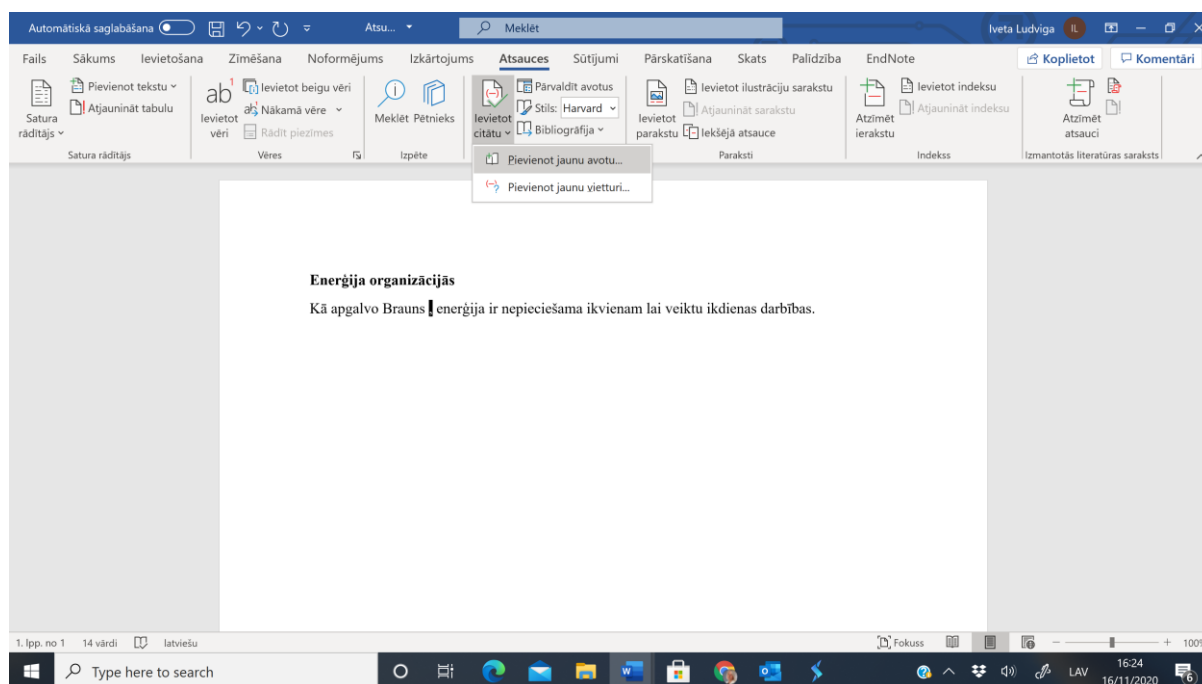 Automātiskā saglabāšana Atsu... Meklēt Iveta Ludviga IL
Fails Sākums Ievietošana Zīmēšana Noformējums Izkārtojums Atsauces Sūtījumi Pārskatīšana Skats Palīdzība EndNote Koplietot Komentāri
Satura rādītājs
Pievienot tekstu
Atjaunināt tabulu
Satura rādītājs
ab1 Ievietot vēri
Ievietot beigu vēri
Nākamā vēre
Rādīt piezīmes
Vēres
Meklēt Pētnieks
Izpēte
Ievietot citātu
Pārvaldīt avotus
Stils: Harvard
Bibliogrāfija
Pievienot jaunu avotu...
Pievienot jaunu vietturi...
Ievietot parakstu
Ievietot ilustrāciju sarakstu
Atjaunināt sarakstu
Iekšējā atsauce
Paraksti
Atzīmēt ierakstu
Ievietot indeksu
Atjaunināt indeksu
Indekss
Atzīmēt atsauci
Izmantotās literatūras saraksts
Enerģija organizācijās
Kā apgalvo Brauns , enerģija ir nepieciešama ikvienam lai veiktu ikdienas darbības.
1. lpp. no 1 14 vārdi latviešu Fokuss 100%
Type here to search LAV 16:24
16/11/2020 6